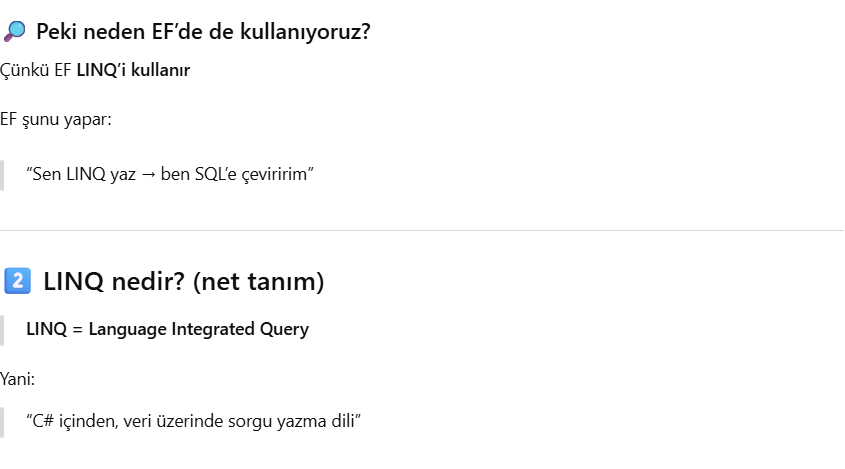 🔎 Peki neden EF’de de kullanıyoruz?
Çünkü EF LINQ’i kullanır
EF şunu yapar:
“Sen LINQ yaz → ben SQL’e çeviririm”
2️⃣ LINQ nedir? (net tanım)
LINQ = Language Integrated Query
Yani:
“C# içinden, veri üzerinde sorgu yazma dili”